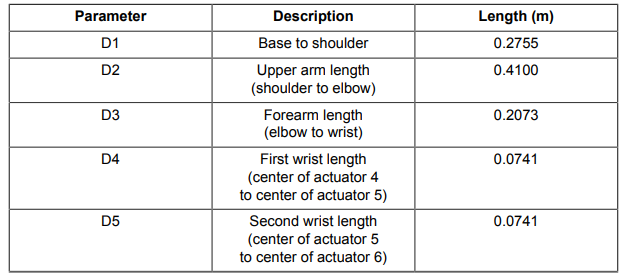 Parameter Description Length (m)
D1 Base to shoulder 0.2755
D2 Upper arm length 0.4100
(shoulder to elbow)
D3 Forearm length 0.2073
(elbow to wrist)
D4 First wrist length 0.0741
(center of actuator 4
to center of actuator 5)
D5 Second wrist length 0.0741
(center of actuator 5
to center of actuator 6)